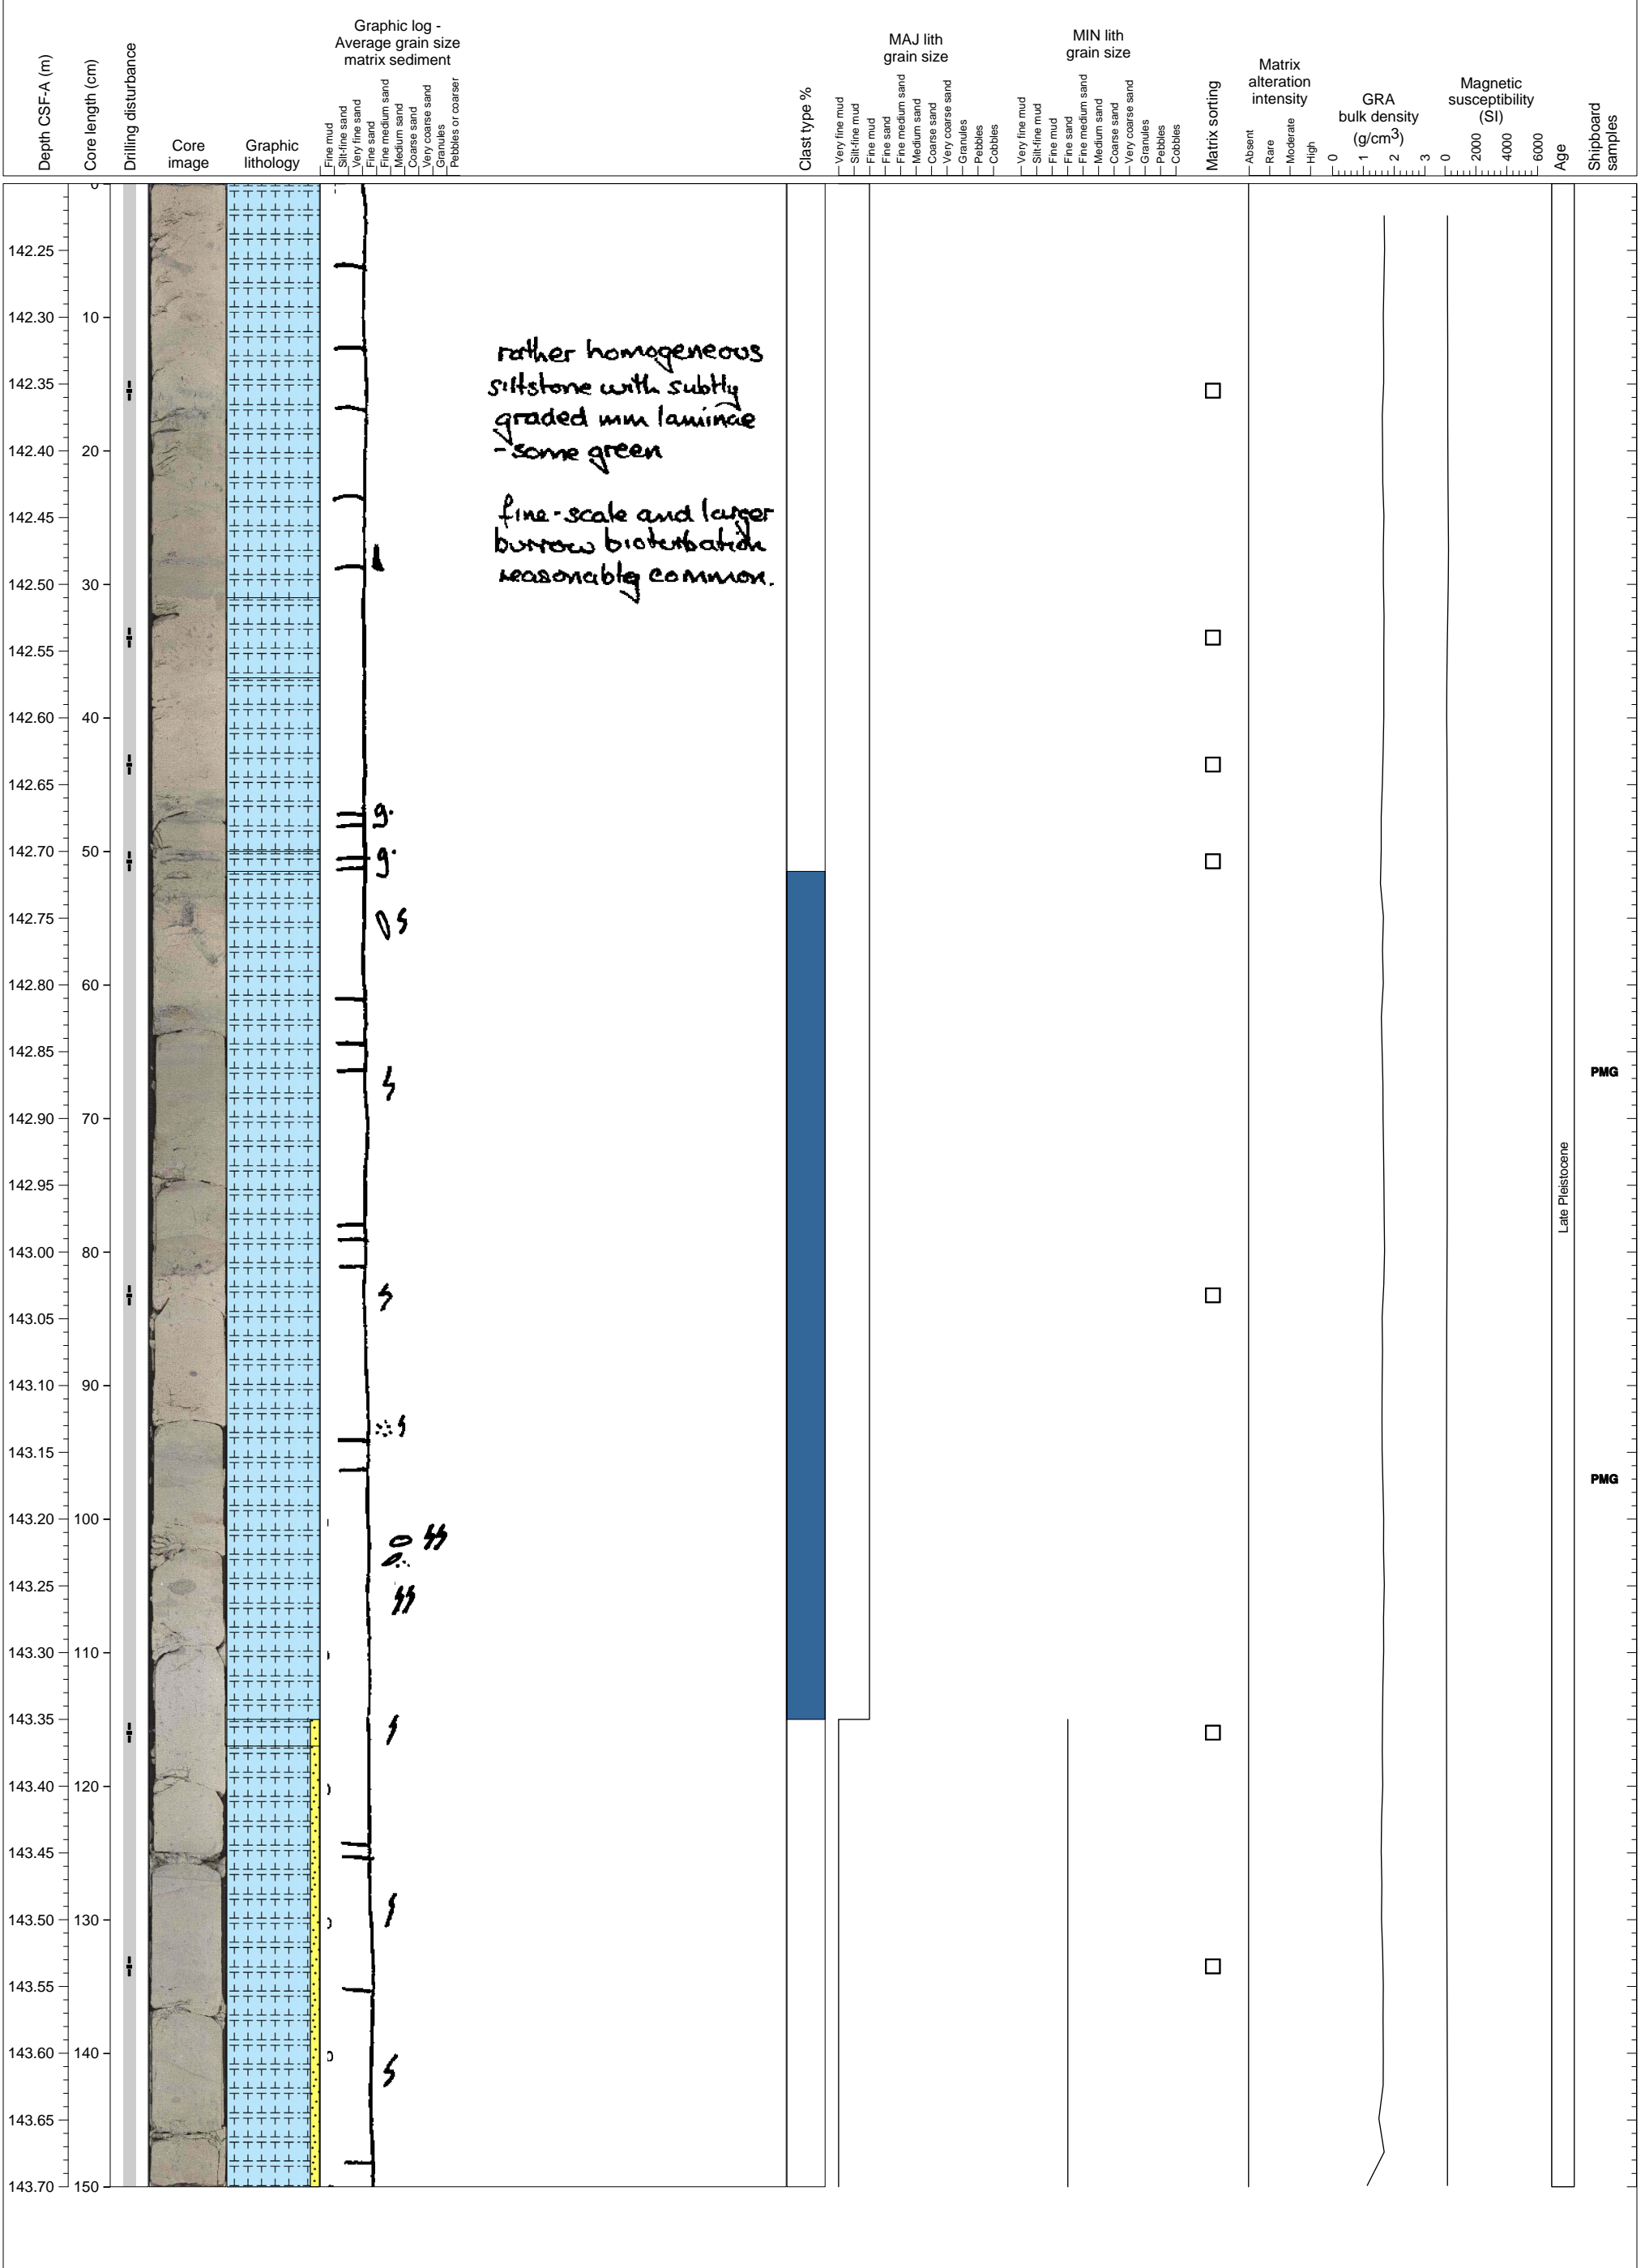 Graphic log -
Average grain size
matrix sediment
MAJ lith
grain size
MIN lith
grain size
Matrix
alteration
intensity
GRA
bulk density
(g/cm3)
Magnetic
susceptibility
(SI)
Depth CSF-A (m)
Core length (cm)
Drilling disturbance
Core
image
Graphic
lithology
Fine mud
Silt-fine sand
Very fine sand
Fine sand
Fine medium sand
Medium sand
Coarse sand
Very coarse sand
Granules
Pebbles or coarser
Clast type %
Very fine mud
Silt-fine mud
Fine mud
Fine sand
Fine medium sand
Medium sand
Coarse sand
Very coarse sand
Granules
Pebbles
Cobbles
Very fine mud
Silt-fine mud
Fine mud
Fine sand
Fine medium sand
Medium sand
Coarse sand
Very coarse sand
Granules
Pebbles
Cobbles
Matrix sorting
Absent
Rare
Moderate
High
0 1 2 3
0 2000 4000 6000
Age
Shipboard
samples
0
142.25
142.30 10
rather homogeneous
142.35
siltstone with subtly
graded mm laminae
142.40 20
- some green
142.45
fine-scale and larger
burrow bioturbation
142.50 30
reasonably common.
142.55
142.60 40
142.65
g.
142.70 50
g.
142.75
142.80 60
142.85
PMG
142.90 70
142.95
Late Pleistocene
143.00 80
143.05
143.10 90
143.15
PMG
143.20 100
143.25
143.30 110
143.35
143.40 120
143.45
143.50 130
143.55
143.60 140
143.65
143.70 150